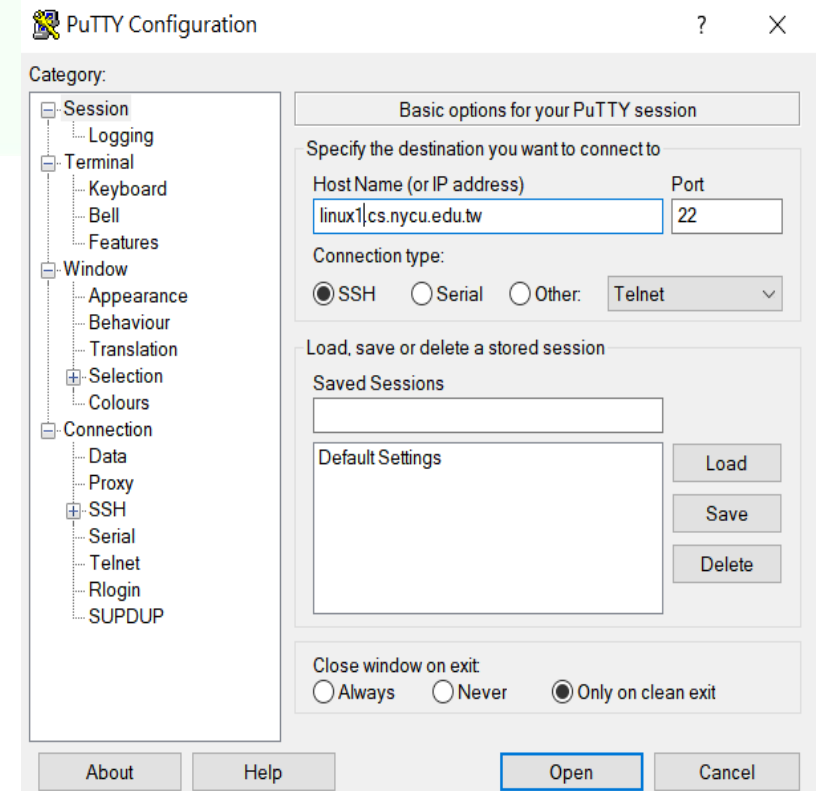 PuTTY Configuration
?
Category:
Session
Logging
Terminal
Keyboard
Bell
Features
Window
Appearance
Behaviour
Translation
Selection
Colours
Connection
Data
Proxy
SSH
Serial
Telnet
Rlogin
SUPDUP
Basic options for your PuTTY session
Specify the destination you want to connect to
Host Name (or IP address) Port
linux1.cs.nycu.edu.tw 22
Connection type:
SSH Serial Other: Telnet
Load, save or delete a stored session
Saved Sessions
Default Settings
Load
Save
Delete
Close window on exit:
Always Never Only on clean exit
About Help Open Cancel